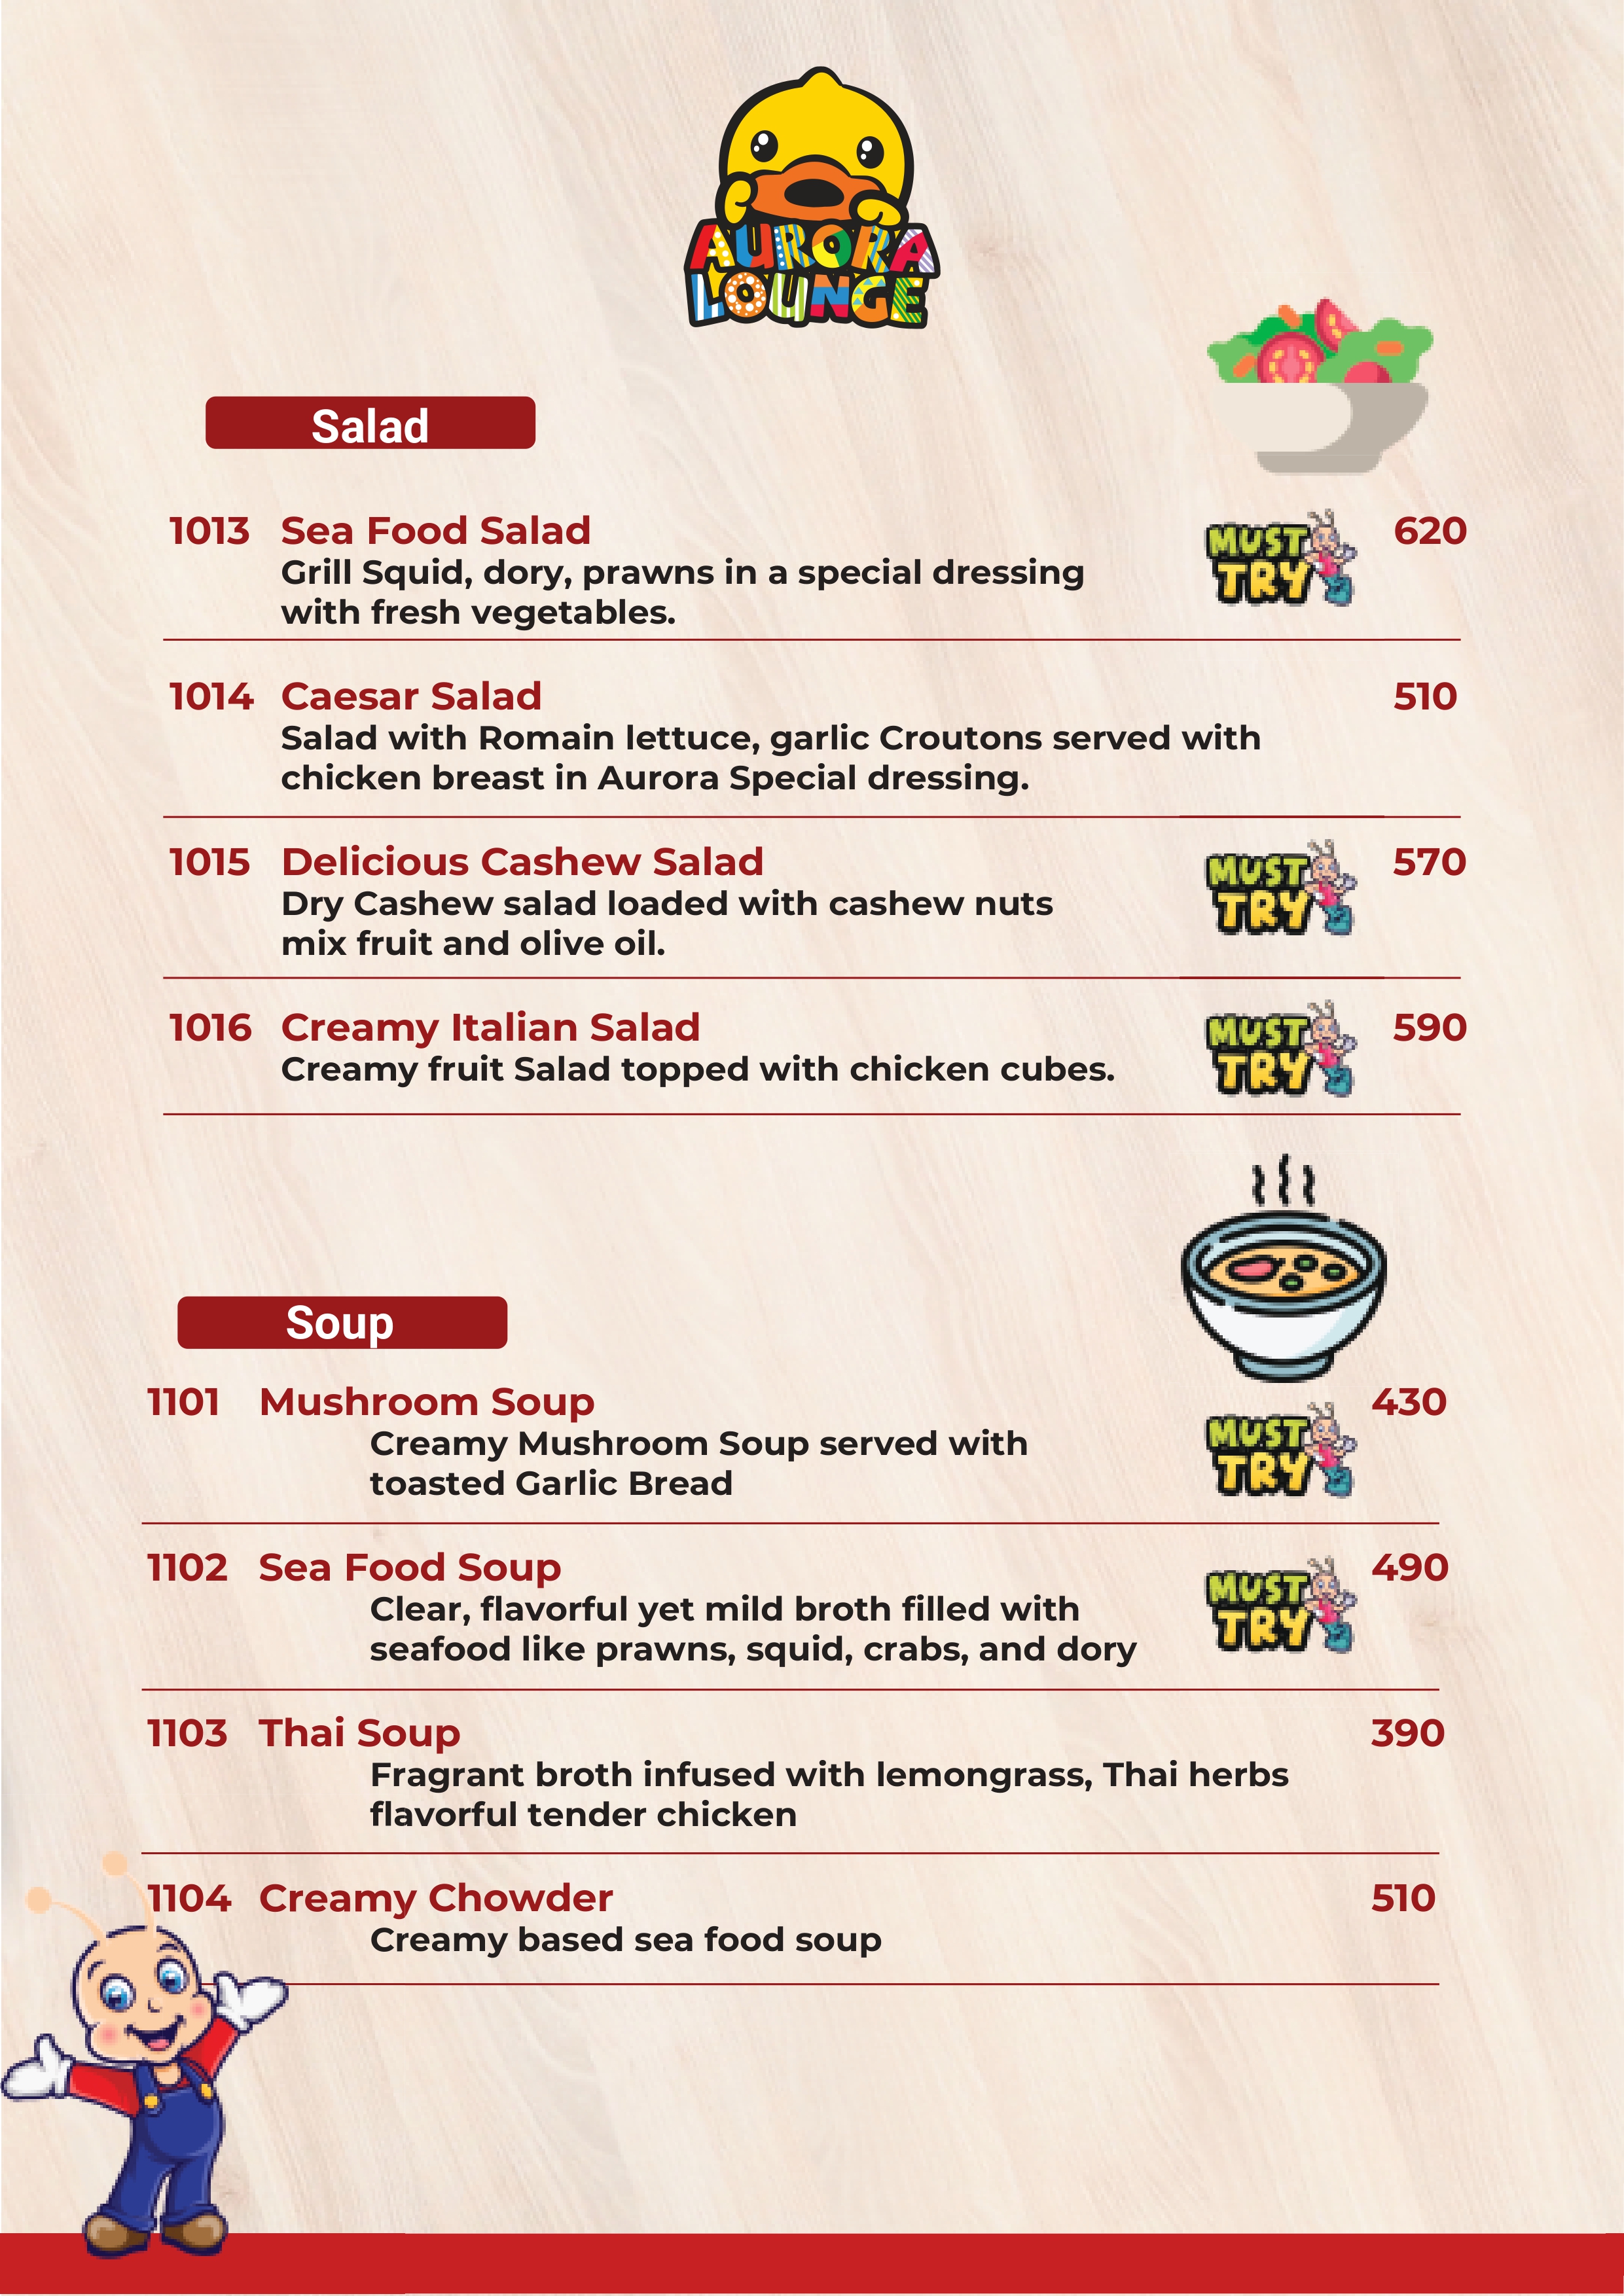 AURORA
LOUNGE
Salad
1013 Sea Food Salad MUST TRY 620
Grill Squid, dory, prawns in a special dressing
with fresh vegetables.
1014 Caesar Salad 510
Salad with Romain lettuce, garlic Croutons served with
chicken breast in Aurora Special dressing.
1015 Delicious Cashew Salad MUST TRY 570
Dry Cashew salad loaded with cashew nuts
mix fruit and olive oil.
1016 Creamy Italian Salad MUST TRY 590
Creamy fruit Salad topped with chicken cubes.
Soup
1101 Mushroom Soup MUST TRY 430
Creamy Mushroom Soup served with
toasted Garlic Bread
1102 Sea Food Soup MUST TRY 490
Clear, flavorful yet mild broth filled with
seafood like prawns, squid, crabs, and dory
1103 Thai Soup 390
Fragrant broth infused with lemongrass, Thai herbs
flavorful tender chicken
1104 Creamy Chowder 510
Creamy based sea food soup